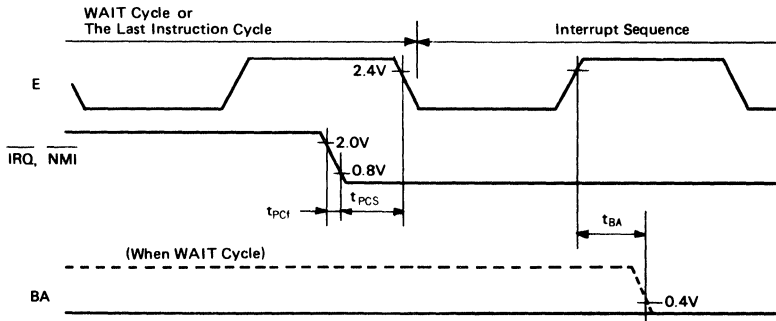 WAIT Cycle or
The Last Instruction Cycle
Interrupt Sequence
2.4V
E
2.0V
IRQ, NMI
0.8V
tPCf tPCS
tBA
(When WAIT Cycle)
BA
0.4V